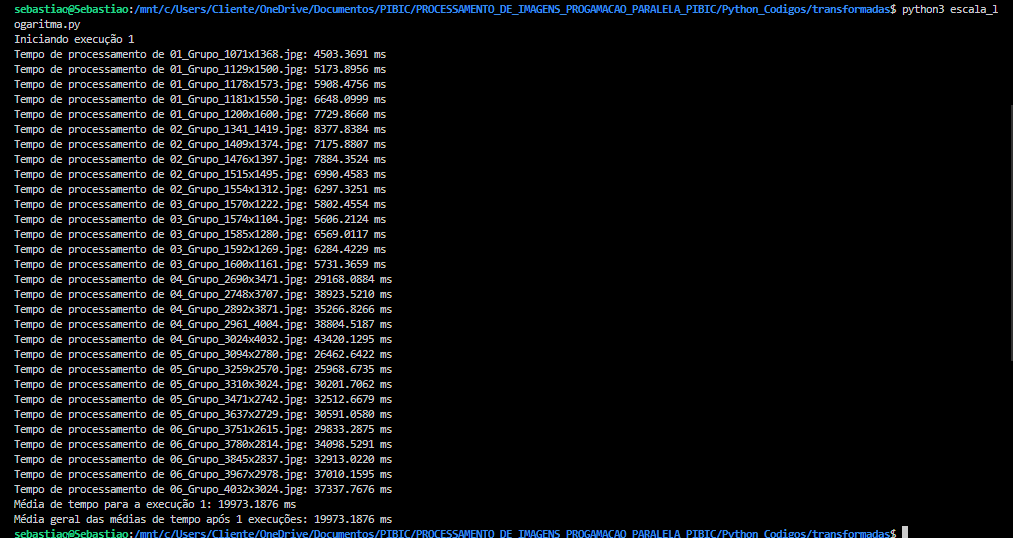 sebastiao@Sebastiao:/mnt/c/Users/Cliente/OneDrive/Documentos/PIBIC/PROCESSAMENTO_DE_IMAGENS_PROGAMACAO_PARALELA_PIBIC/Python_Codigos/transformadas$ python3 escala_l
ogaritma.py
Iniciando execução 1
Tempo de processamento de 01_Grupo_1071x1368.jpg: 4503.3691 ms
Tempo de processamento de 01_Grupo_1129x1500.jpg: 5173.8956 ms
Tempo de processamento de 01_Grupo_1178x1573.jpg: 5908.4756 ms
Tempo de processamento de 01_Grupo_1181x1550.jpg: 6648.0999 ms
Tempo de processamento de 01_Grupo_1200x1600.jpg: 7729.8660 ms
Tempo de processamento de 02_Grupo_1341_1419.jpg: 8377.8384 ms
Tempo de processamento de 02_Grupo_1409x1374.jpg: 7175.8807 ms
Tempo de processamento de 02_Grupo_1476x1397.jpg: 7884.3524 ms
Tempo de processamento de 02_Grupo_1515x1495.jpg: 6990.4583 ms
Tempo de processamento de 02_Grupo_1554x1312.jpg: 6297.3251 ms
Tempo de processamento de 03_Grupo_1570x1222.jpg: 5802.4554 ms
Tempo de processamento de 03_Grupo_1574x1104.jpg: 5606.2124 ms
Tempo de processamento de 03_Grupo_1585x1280.jpg: 6569.0117 ms
Tempo de processamento de 03_Grupo_1592x1269.jpg: 6284.4229 ms
Tempo de processamento de 03_Grupo_1600x1161.jpg: 5731.3659 ms
Tempo de processamento de 04_Grupo_2690x3471.jpg: 29168.0884 ms
Tempo de processamento de 04_Grupo_2748x3707.jpg: 38923.5210 ms
Tempo de processamento de 04_Grupo_2892x3871.jpg: 35266.8266 ms
Tempo de processamento de 04_Grupo_2961_4004.jpg: 38804.5187 ms
Tempo de processamento de 04_Grupo_3024x4032.jpg: 43420.1295 ms
Tempo de processamento de 05_Grupo_3094x2780.jpg: 26462.6422 ms
Tempo de processamento de 05_Grupo_3259x2570.jpg: 25968.6735 ms
Tempo de processamento de 05_Grupo_3310x3024.jpg: 30201.7062 ms
Tempo de processamento de 05_Grupo_3471x2742.jpg: 32512.6679 ms
Tempo de processamento de 05_Grupo_3637x2729.jpg: 30591.0580 ms
Tempo de processamento de 06_Grupo_3751x2615.jpg: 29833.2875 ms
Tempo de processamento de 06_Grupo_3780x2814.jpg: 34098.5291 ms
Tempo de processamento de 06_Grupo_3845x2837.jpg: 32913.0220 ms
Tempo de processamento de 06_Grupo_3967x2978.jpg: 37010.1595 ms
Tempo de processamento de 06_Grupo_4032x3024.jpg: 37337.7676 ms
Média de tempo para a execução 1: 19973.1876 ms
Média geral das médias de tempo após 1 execuções: 19973.1876 ms
sebastiao@Sebastiao:/mnt/c/Users/Cliente/OneDrive/Documentos/PIBIC/PROCESSAMENTO_DE_IMAGENS_PROGAMACAO_PARALELA_PIBIC/Python_Codigos/transformadas$